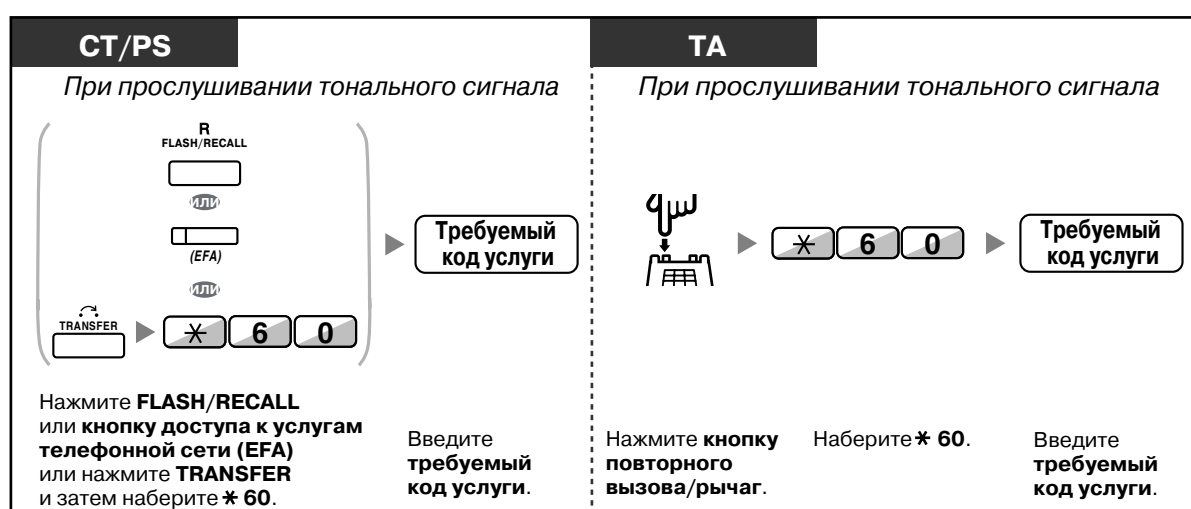 CT/PS
При прослушивании тонального сигнала
R
FLASH/RECALL
или
(EFA)
или
TRANSFER
* 6 0
Требуемый
код услуги
Нажмите FLASH/RECALL
или кнопку доступа к услугам
телефонной сети (EFA)
или нажмите TRANSFER
и затем наберите * 60.
Введите
требуемый
код услуги.
TA
При прослушивании тонального сигнала
* 6 0
Требуемый
код услуги
Нажмите кнопку
повторного
вызова/рычаг.
Наберите * 60.
Введите
требуемый
код услуги.